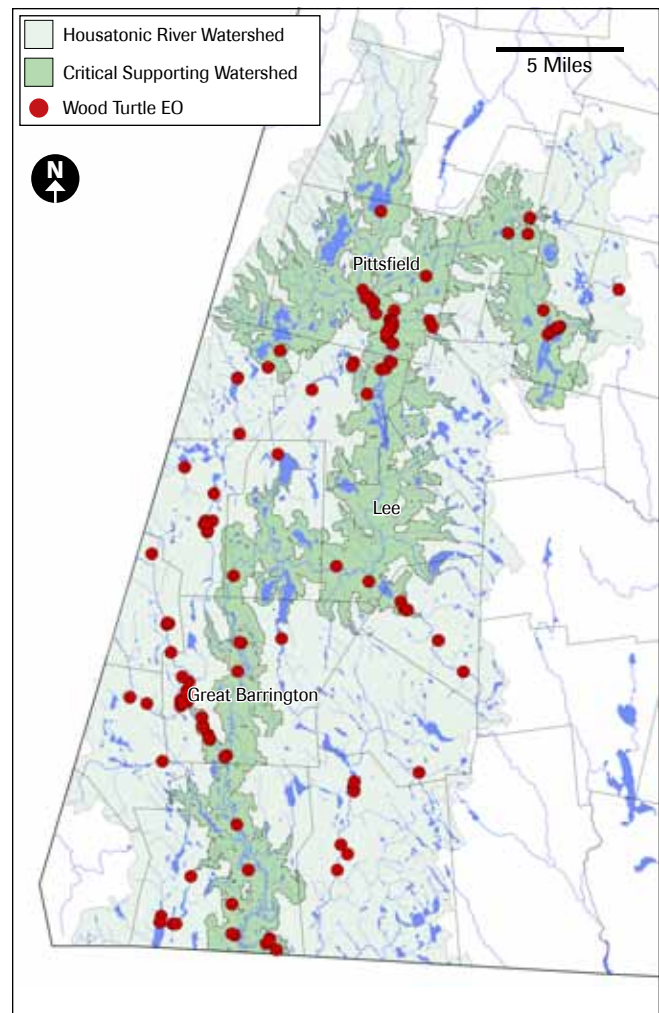 Housatonic River Watershed
Critical Supporting Watershed
Wood Turtle EO
5 Miles
N
Pittsfield
Lee
Great Barrington